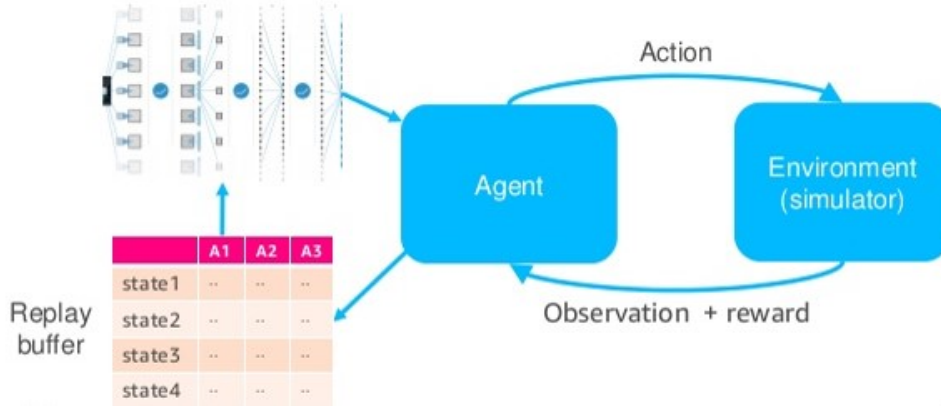 Action
Agent
Environment
(simulator)
Observation + reward
Replay
buffer
A1 A2 A3
state1 .. .. ..
state2 .. .. ..
state3 .. .. ..
state4 .. .. ..